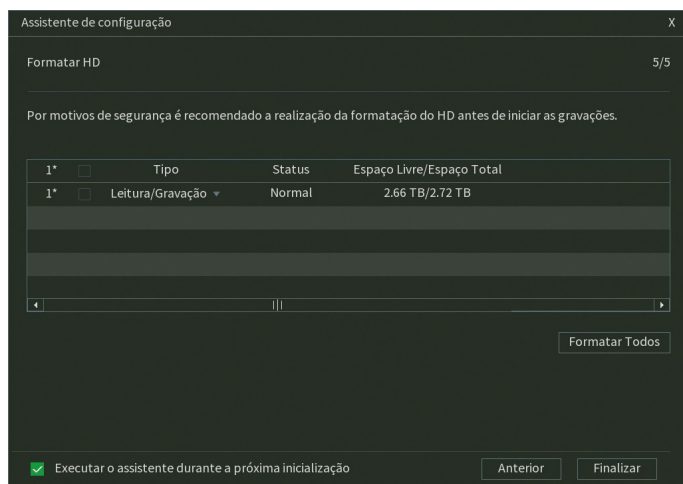 Assistente de configuração X
Formatar HD 5/5
Por motivos de segurança é recomendado a realização da formatação do HD antes de iniciar as gravações.
1* Tipo Status Espaço Livre/Espaço Total
1* Leitura/Gravação Normal 2.66 TB/2.72 TB
Formatar Todos
Executar o assistente durante a próxima inicialização Anterior Finalizar